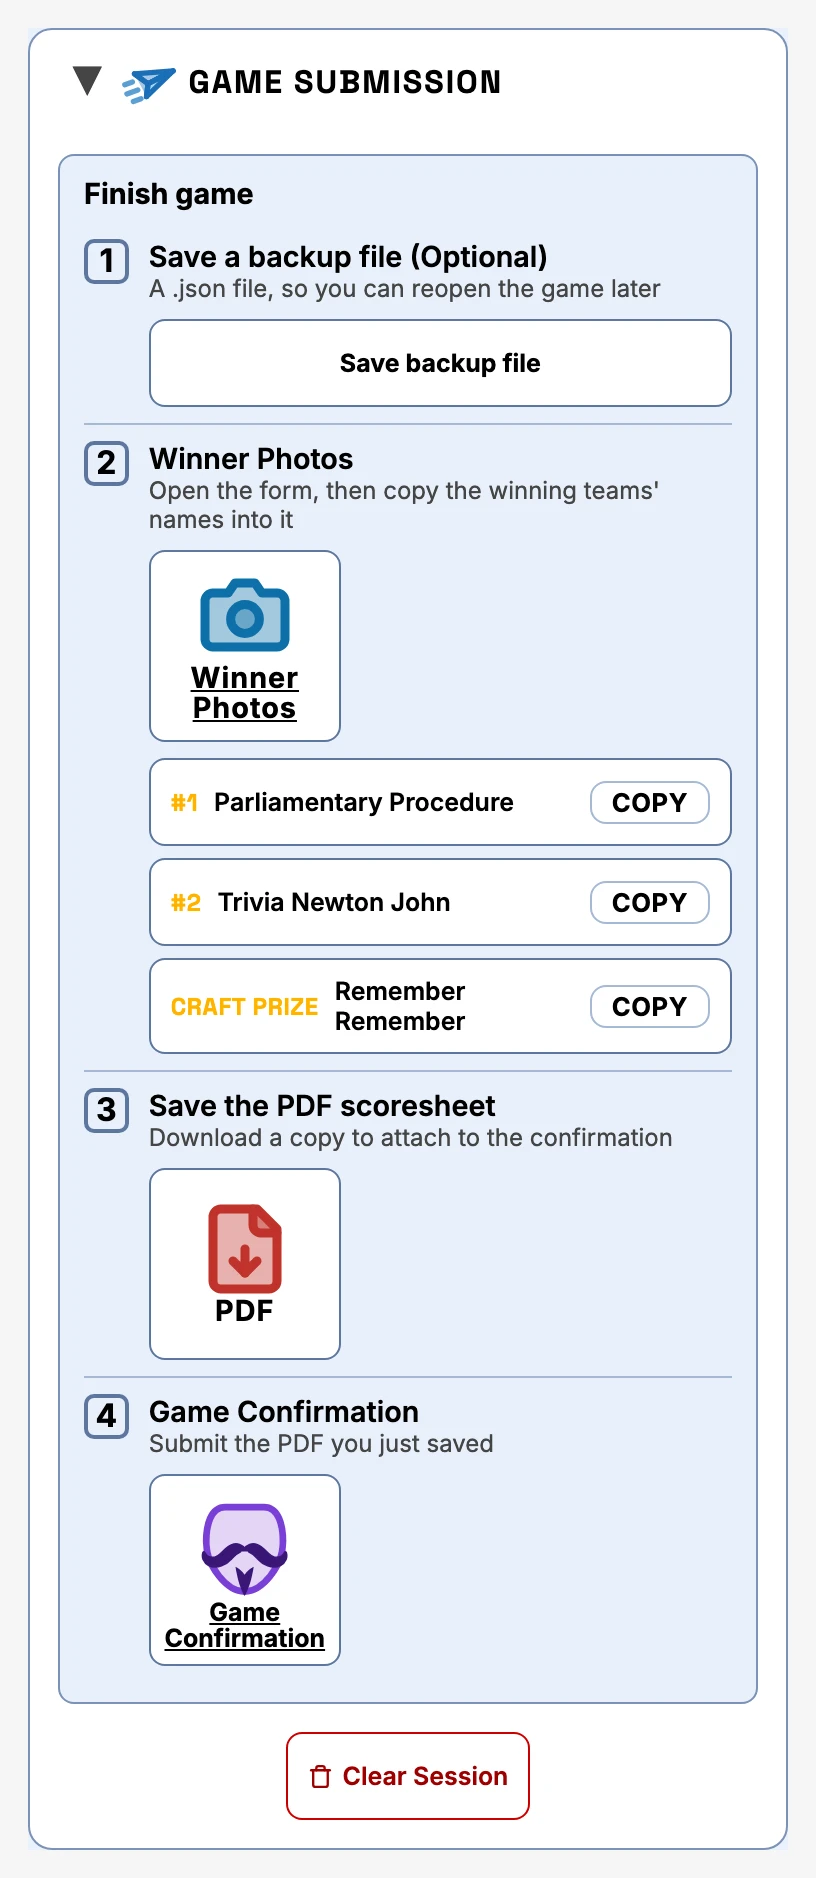 GAME SUBMISSION
Finish game
1
Save a backup file (Optional)
A .json file, so you can reopen the game later
Save backup file
2
Winner Photos
Open the form, then copy the winning teams'
names into it
Winner
Photos
#1 Parliamentary Procedure COPY
#2 Trivia Newton John COPY
CRAFT PRIZE Remember
Remember COPY
3
Save the PDF scoresheet
Download a copy to attach to the confirmation
PDF
4
Game Confirmation
Submit the PDF you just saved
Game
Confirmation
Clear Session